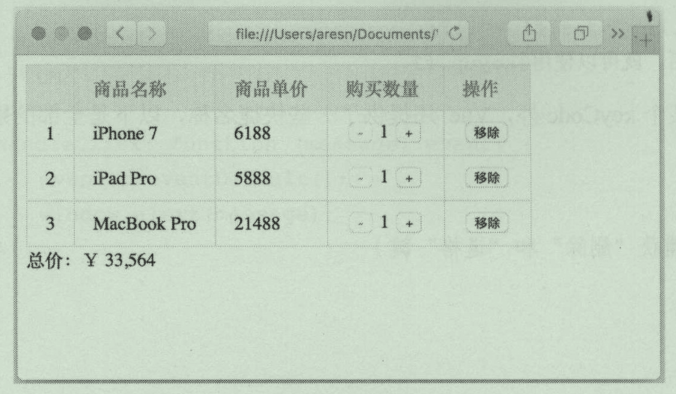 file:///Users/aresn/Documents/
商品名称 商品单价 购买数量 操作
1 iPhone 7 6188 - 1 + 移除
2 iPad Pro 5888 - 1 + 移除
3 MacBook Pro 21488 - 1 + 移除
总价：￥ 33,564